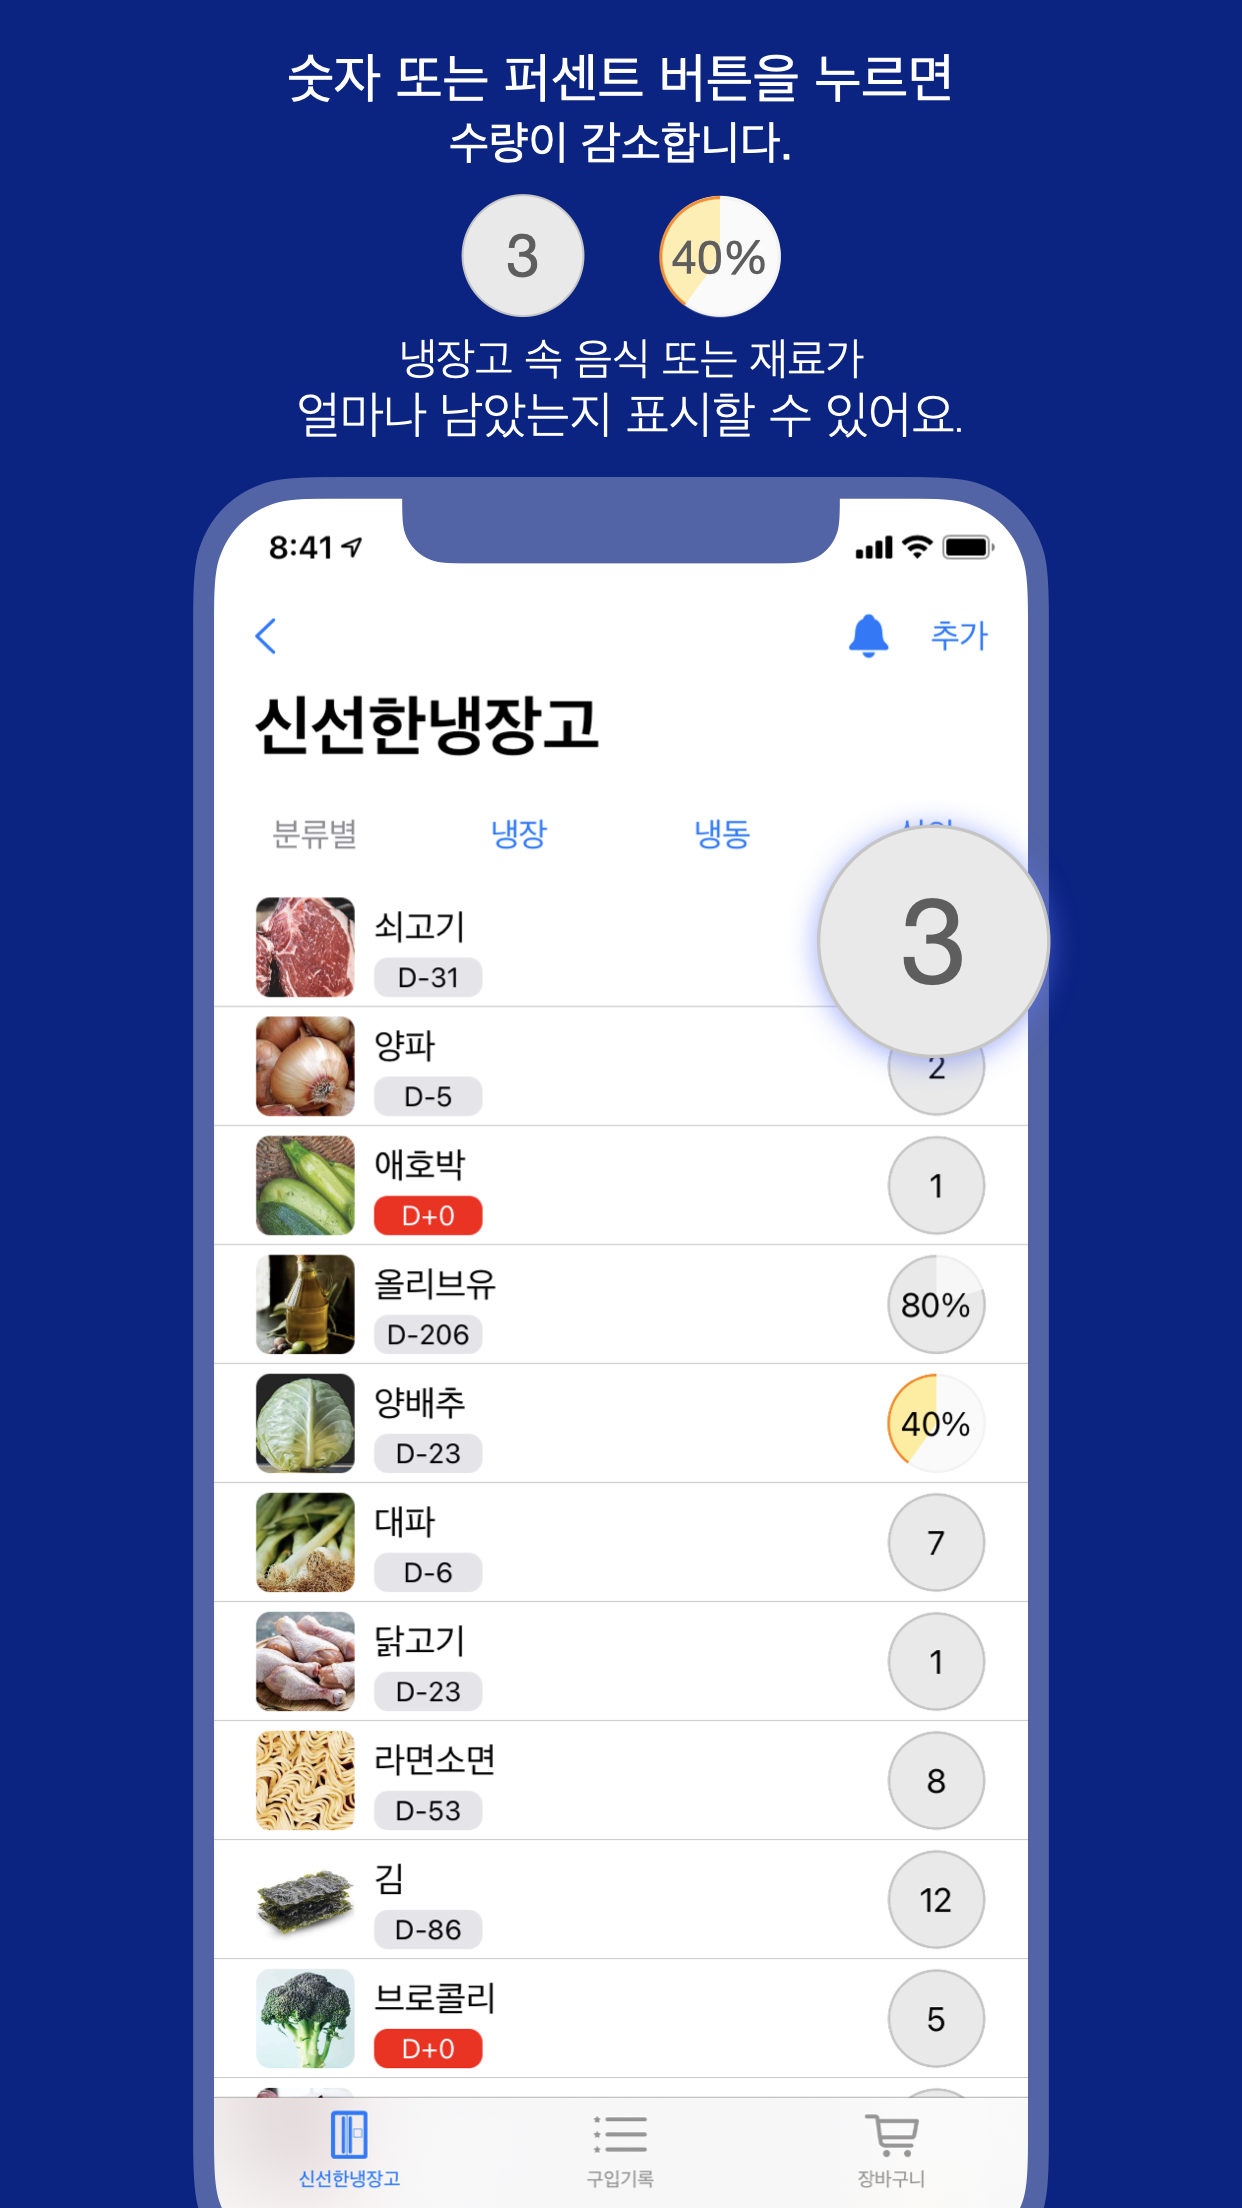 숫자 또는 퍼센트 버튼을 누르면
수량이 감소합니다.
3 40%
냉장고 속 음식 또는 재료가
얼마나 남았는지 표시할 수 있어요.
8:41
추가
신선한냉장고
분류별 냉장 냉동
쇠고기
D-31
3
양파
D-5
2
애호박
D+0
1
올리브유
D-206
80%
양배추
D-23
40%
대파
D-6
7
닭고기
D-23
1
라면소면
D-53
8
김
D-86
12
브로콜리
D+0
5
신선한냉장고 구입기록 장바구니